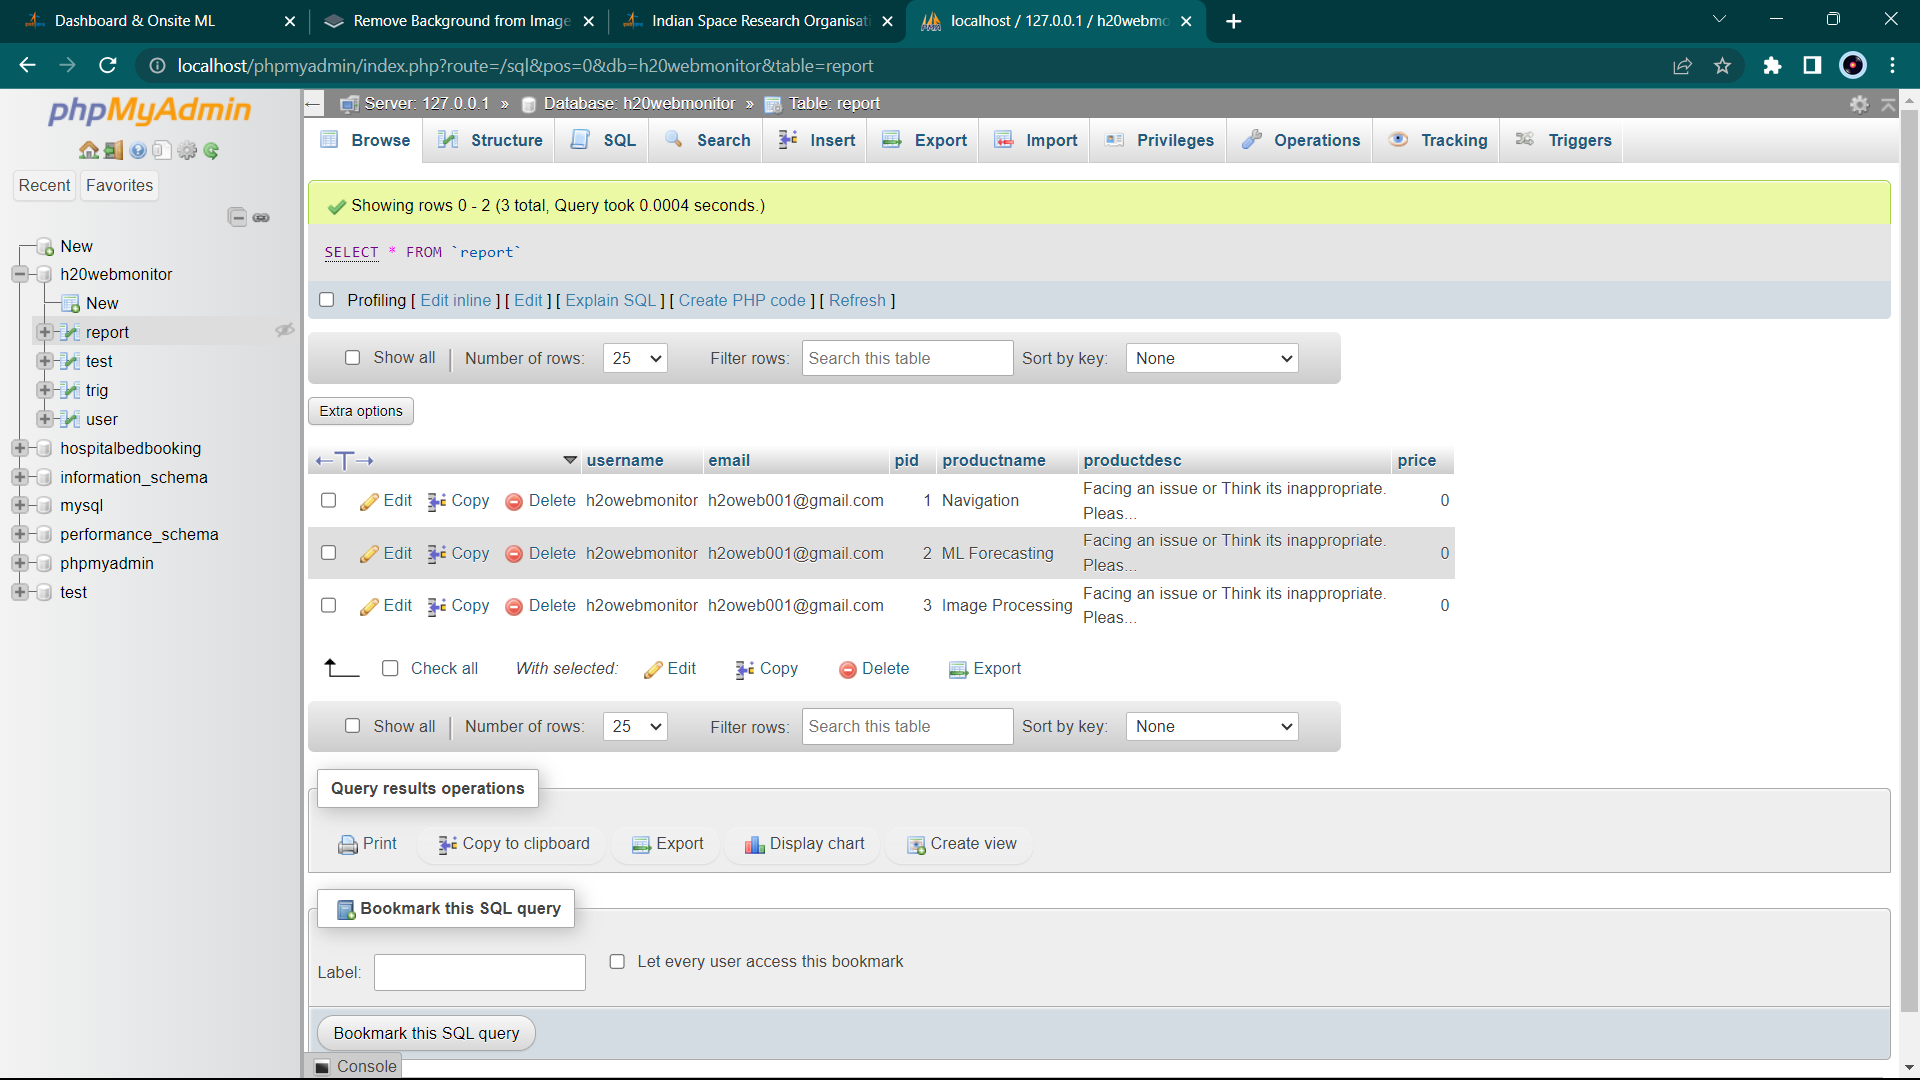 Dashboard & Onsite ML
Remove Background from Image
Indian Space Research Organisati
localhost / 127.0.0.1 / h20webmo
localhost/phpmyadmin/index.php?route=/sql&pos=0&db=h20webmonitor&table=report
phpMyAdmin
Recent Favorites
New
h20webmonitor
New
report
test
trig
user
hospitalbedbooking
information_schema
mysql
performance_schema
phpmyadmin
test
Server: 127.0.0.1 » Database: h20webmonitor » Table: report
Browse Structure SQL Search Insert Export Import Privileges Operations Tracking Triggers
Showing rows 0 - 2 (3 total, Query took 0.0004 seconds.)
SELECT * FROM `report`
Profiling [ Edit inline ] [ Edit ] [ Explain SQL ] [ Create PHP code ] [ Refresh ]
Show all Number of rows: 25 Filter rows: Search this table Sort by key: None
Extra options
username email pid productname productdesc price
Edit Copy Delete h2owebmonitor h2oweb001@gmail.com 1 Navigation Facing an issue or Think its inappropriate. 0
Pleas...
Edit Copy Delete h2owebmonitor h2oweb001@gmail.com 2 ML Forecasting Facing an issue or Think its inappropriate. 0
Pleas...
Edit Copy Delete h2owebmonitor h2oweb001@gmail.com 3 Image Processing Facing an issue or Think its inappropriate. 0
Pleas...
Check all With selected: Edit Copy Delete Export
Show all Number of rows: 25 Filter rows: Search this table Sort by key: None
Query results operations
Print Copy to clipboard Export Display chart Create view
Bookmark this SQL query
Label: Let every user access this bookmark
Bookmark this SQL query
Console